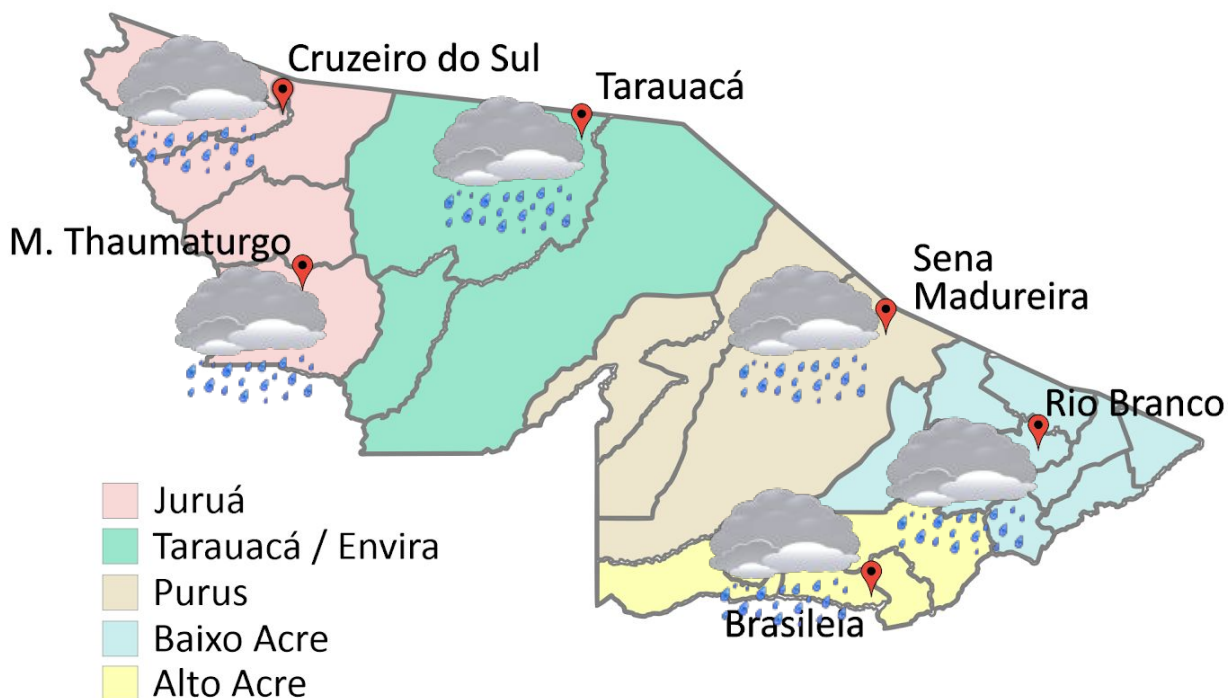 Cruzeiro do Sul
Tarauacá
M. Thaumaturgo
Sena
Madureira
Rio Branco
Brasileia
Juruá
Tarauacá / Envira
Purus
Baixo Acre
Alto Acre